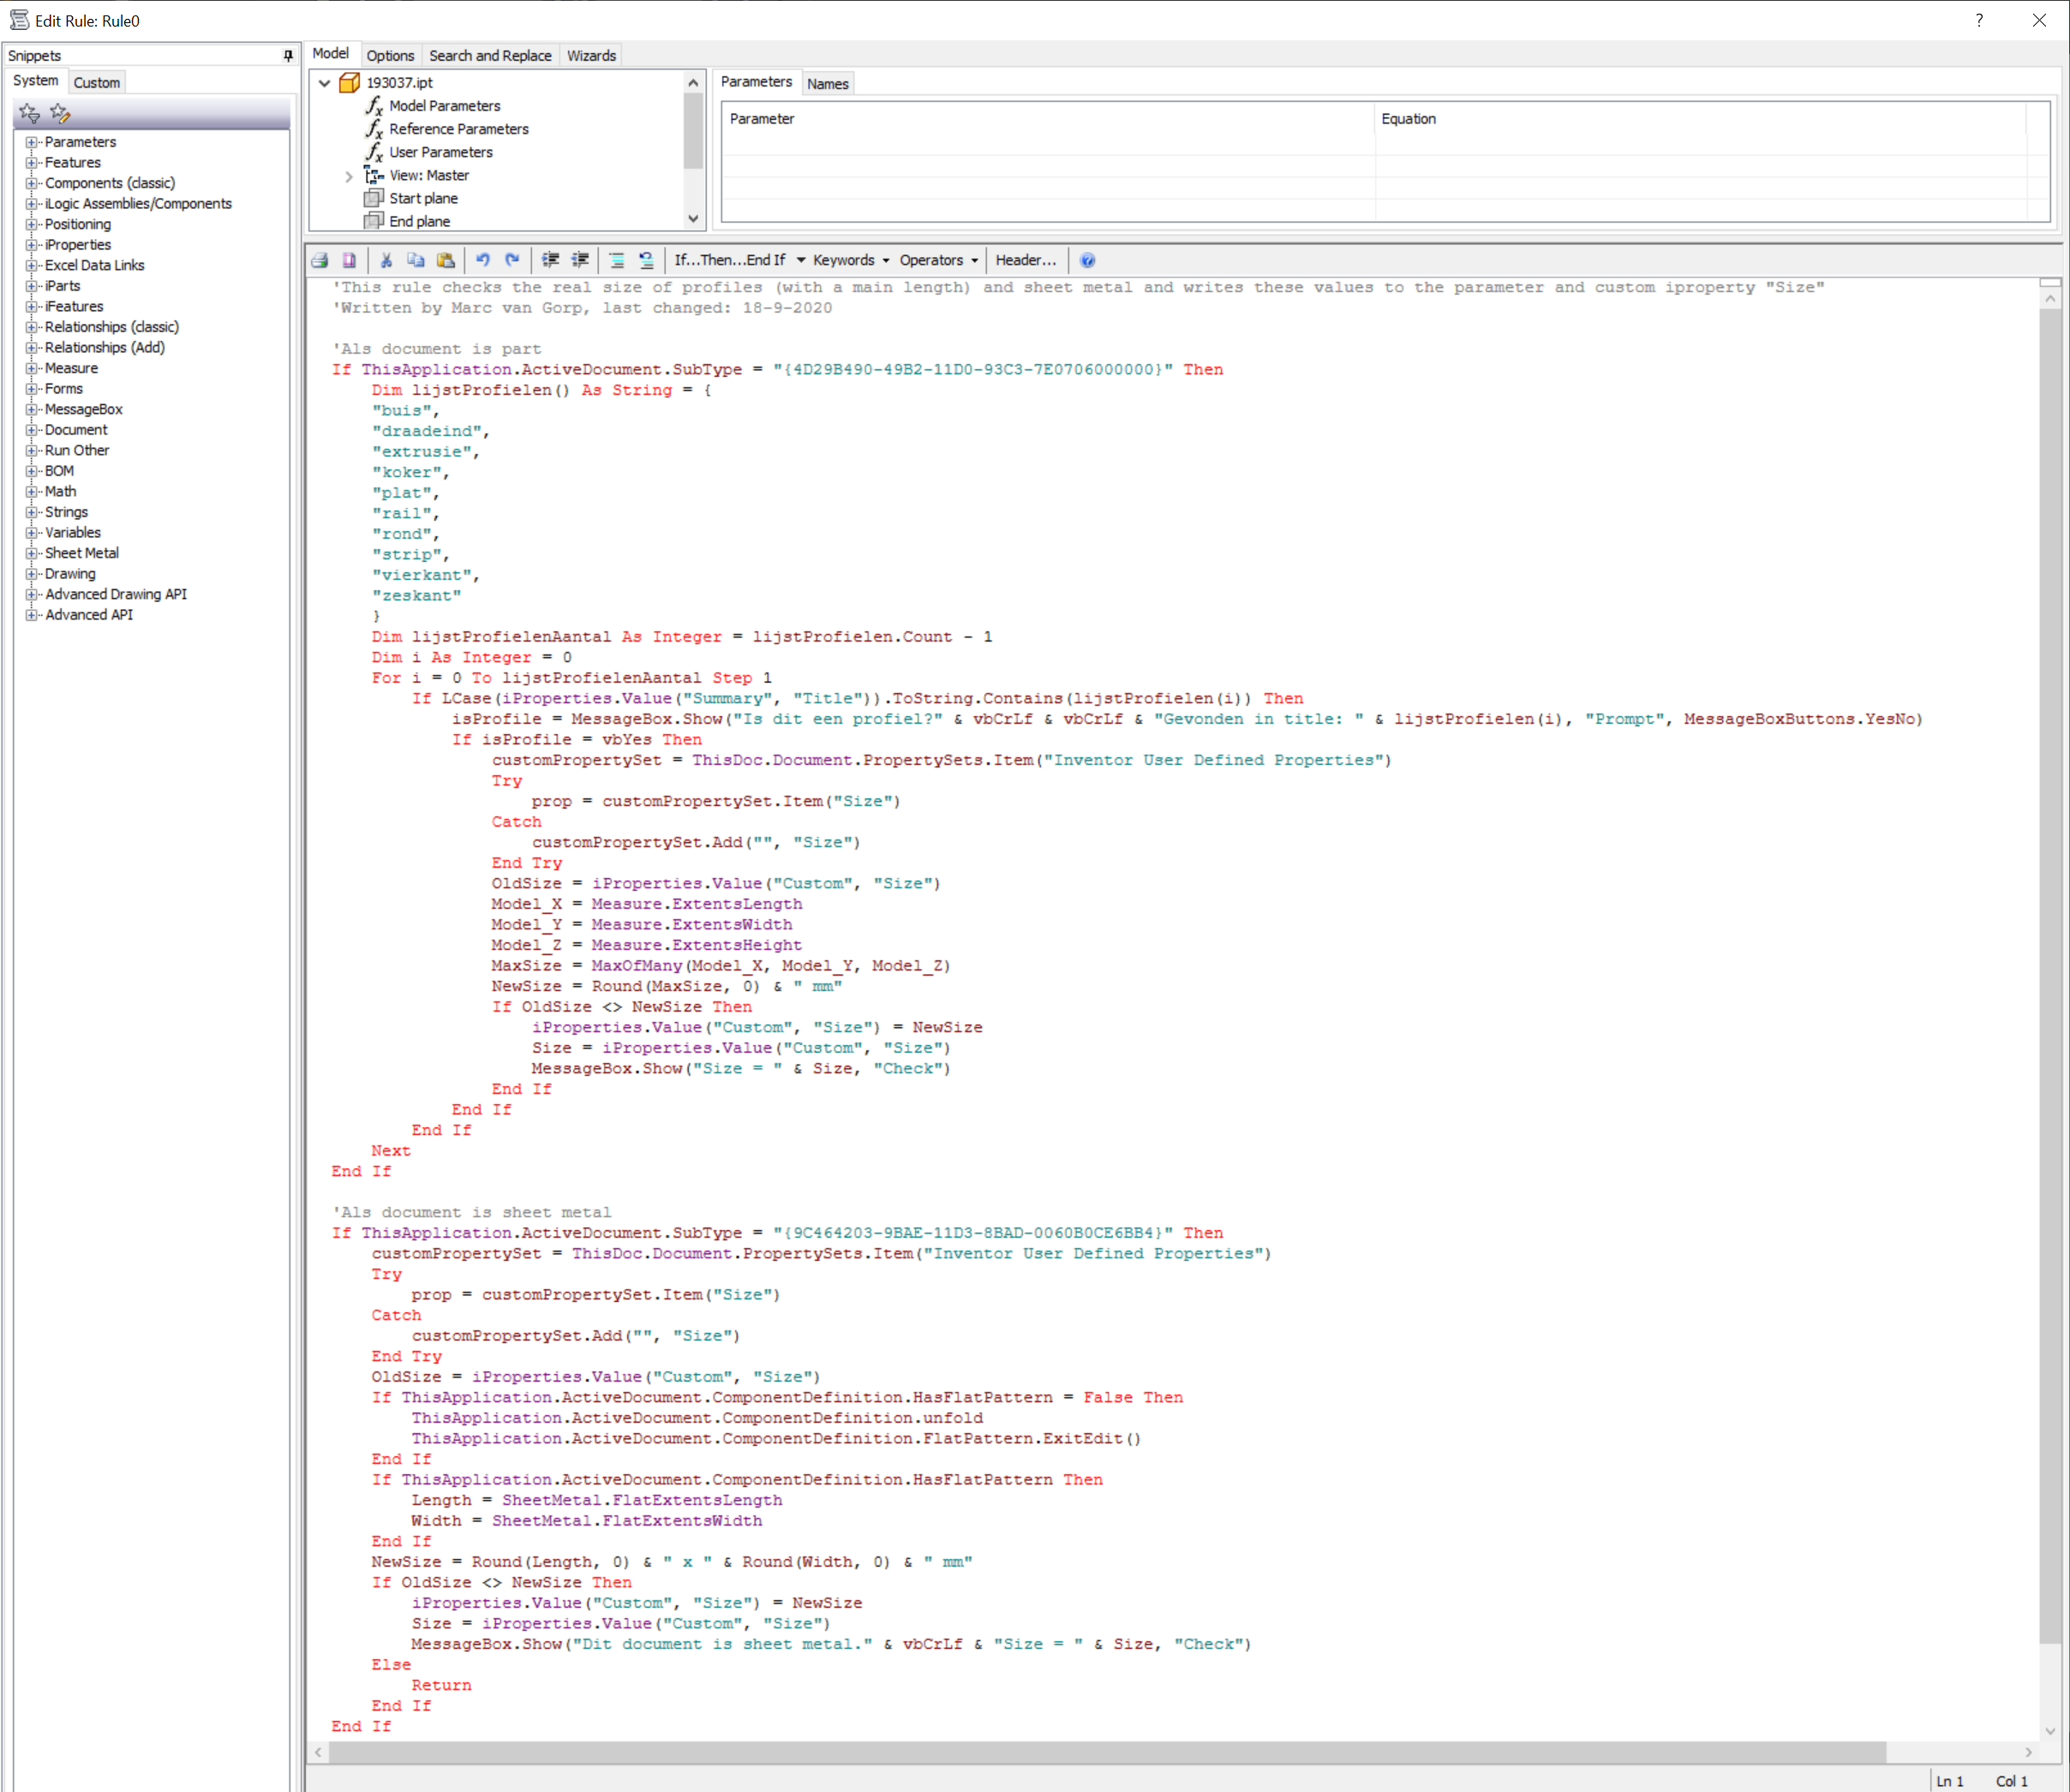 Edit Rule: Rule0
?
Snippets
System Custom
Parameters
Features
Components (classic)
iLogic Assemblies/Components
Positioning
iProperties
Excel Data Links
iParts
iFeatures
Relationships (classic)
Relationships (Add)
Measure
Forms
MessageBox
Document
Run Other
BOM
Math
Strings
Variables
Sheet Metal
Drawing
Advanced Drawing API
Advanced API
Model Options Search and Replace Wizards
193037.ipt
fx Model Parameters
fx Reference Parameters
fx User Parameters
View: Master
Start plane
End plane
Parameters Names
Parameter Equation
If...Then...End If Keywords Operators Header... ?
'This rule checks the real size of profiles (with a main length) and sheet metal and writes these values to the parameter and custom iproperty "Size"
'Written by Marc van Gorp, last changed: 18-9-2020

'Als document is part
If ThisApplication.ActiveDocument.SubType = "{4D29B490-49B2-11D0-93C3-7E0706000000}" Then
    Dim lijstProfielen() As String = {
    "buis",
    "draadeind",
    "extrusie",
    "koker",
    "plat",
    "rail",
    "rond",
    "strip",
    "vierkant",
    "zeskant"
    }
    Dim lijstProfielenAantal As Integer = lijstProfielen.Count - 1
    Dim i As Integer = 0
    For i = 0 To lijstProfielenAantal Step 1
        If LCase(iProperties.Value("Summary", "Title")).ToString.Contains(lijstProfielen(i)) Then
            isProfile = MessageBox.Show("Is dit een profiel?" & vbCrLf & vbCrLf & "Gevonden in title: " & lijstProfielen(i), "Prompt", MessageBoxButtons.YesNo)
            If isProfile = vbYes Then
                customPropertySet = ThisDoc.Document.PropertySets.Item("Inventor User Defined Properties")
                Try
                    prop = customPropertySet.Item("Size")
                Catch
                    customPropertySet.Add("", "Size")
                End Try
                OldSize = iProperties.Value("Custom", "Size")
                Model_X = Measure.ExtentsLength
                Model_Y = Measure.ExtentsWidth
                Model_Z = Measure.ExtentsHeight
                MaxSize = MaxOfMany(Model_X, Model_Y, Model_Z)
                NewSize = Round(MaxSize, 0) & " mm"
                If OldSize <> NewSize Then
                    iProperties.Value("Custom", "Size") = NewSize
                    Size = iProperties.Value("Custom", "Size")
                    MessageBox.Show("Size = " & Size, "Check")
                End If
            End If
        End If
    Next
End If

'Als document is sheet metal
If ThisApplication.ActiveDocument.SubType = "{9C464203-9BAE-11D3-8BAD-0060B0CE6BB4}" Then
    customPropertySet = ThisDoc.Document.PropertySets.Item("Inventor User Defined Properties")
    Try
        prop = customPropertySet.Item("Size")
    Catch
        customPropertySet.Add("", "Size")
    End Try
    OldSize = iProperties.Value("Custom", "Size")
    If ThisApplication.ActiveDocument.ComponentDefinition.HasFlatPattern = False Then
        ThisApplication.ActiveDocument.ComponentDefinition.unfold
        ThisApplication.ActiveDocument.ComponentDefinition.FlatPattern.ExitEdit()
    End If
    If ThisApplication.ActiveDocument.ComponentDefinition.HasFlatPattern Then
        Length = SheetMetal.FlatExtentsLength
        Width = SheetMetal.FlatExtentsWidth
    End If
    NewSize = Round(Length, 0) & " x " & Round(Width, 0) & " mm"
    If OldSize <> NewSize Then
        iProperties.Value("Custom", "Size") = NewSize
        Size = iProperties.Value("Custom", "Size")
        MessageBox.Show("Dit document is sheet metal." & vbCrLf & "Size = " & Size, "Check")
    Else
        Return
    End If
End If
Ln 1 Col 1